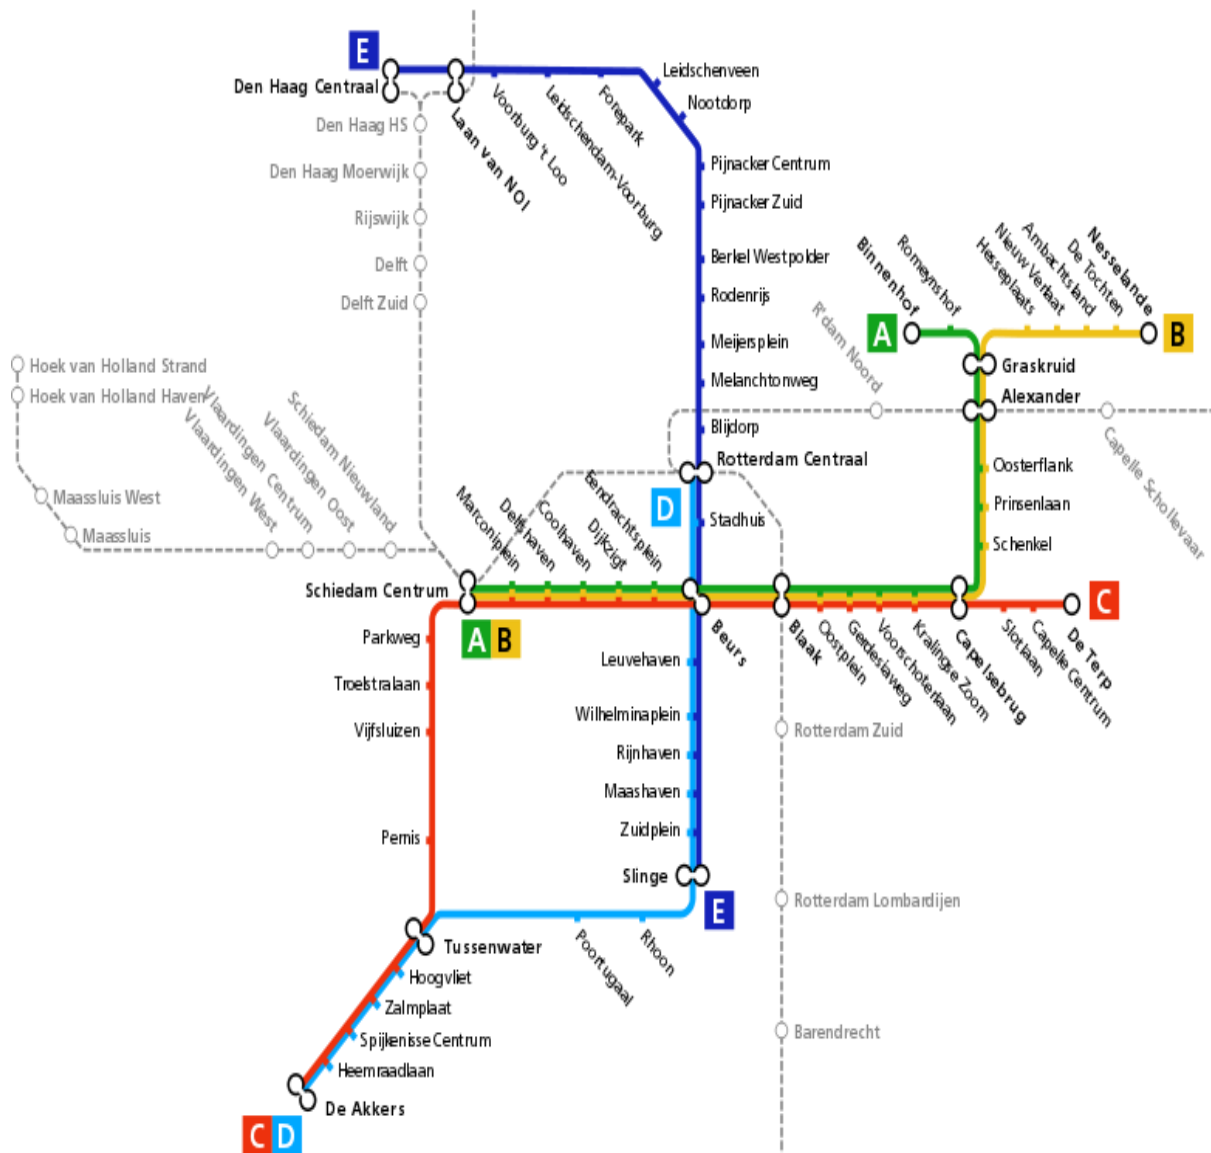 E
Den Haag Centraal
Laan van NOI
Voorburg 't Loo
Leidschendam-Voorburg
Forepark
Leidschenveen
Nootdorp
Den Haag HS
Den Haag Moerwijk
Rijswijk
Delft
Delft Zuid
Pijnacker Centrum
Pijnacker Zuid
Berkel Westpolder
Rodenrijs
Meijersplein
Melanchtonweg
Blijdorp
Rotterdam Centraal
D
Stadhuis
R'dam Noord
A
Binnenhof
Romeynshof
Hesseplaats
Nieuw Verlaat
Ambachtsland
De Tochten
Nesselande
B
Graskruid
Alexander
Capelle Schollevaar
Oosterflank
Prinsenlaan
Schenkel
Hoek van Holland Strand
Hoek van Holland Haven
Maassluis West
Maassluis
Vlaardingen West
Vlaardingen Centrum
Vlaardingen Oost
Schiedam Nieuwland
Schiedam Centrum
A
B
Marconiplein
Delfshaven
Coolhaven
Dijkzigt
Eendrachtsplein
Beurs
Blaak
Oostplein
Gerdesiaweg
Voorschoterlaan
Kralingse Zoom
Capelsebrug
Slotlaan
Capelle Centrum
De Terp
C
Parkweg
Troelstralaan
Vijfsluizen
Pernis
Leuvehaven
Wilhelminaplein
Rijnhaven
Maashaven
Zuidplein
Slinge
E
Rotterdam Zuid
Rotterdam Lombardijen
Barendrecht
Poortugaal
Rhoon
Tussenwater
Hoogvliet
Zalmplaat
Spijkenisse Centrum
Heemraadlaan
De Akkers
C
D